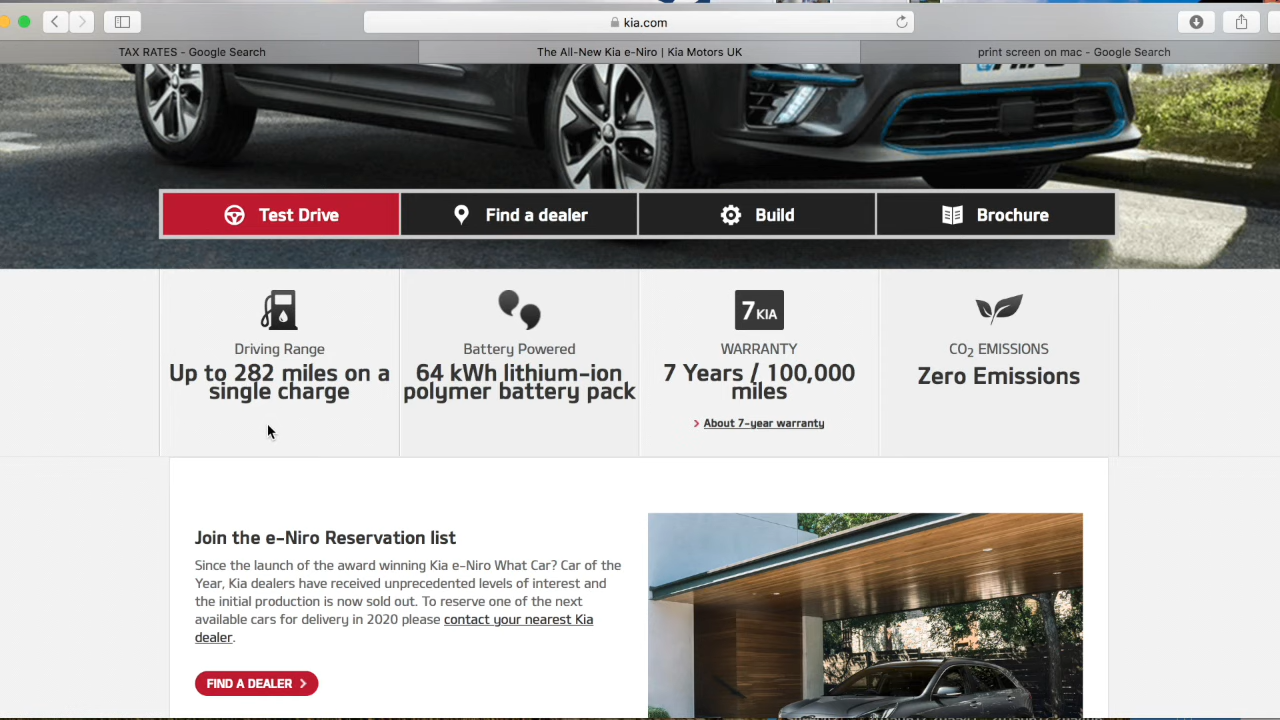 kia.com
TAX RATES - Google Search
The All-New Kia e-Niro | Kia Motors UK
print screen on mac - Google Search
Test Drive
Find a dealer
Build
Brochure
7 KIA
Driving Range
Up to 282 miles on a
single charge
Battery Powered
64 kWh lithium-ion
polymer battery pack
WARRANTY
7 Years / 100,000
miles
About 7-year warranty
CO2 EMISSIONS
Zero Emissions
Join the e-Niro Reservation list
Since the launch of the award winning Kia e-Niro What Car? Car of the
Year, Kia dealers have received unprecedented levels of interest and
the initial production is now sold out. To reserve one of the next
available cars for delivery in 2020 please contact your nearest Kia
dealer.
FIND A DEALER